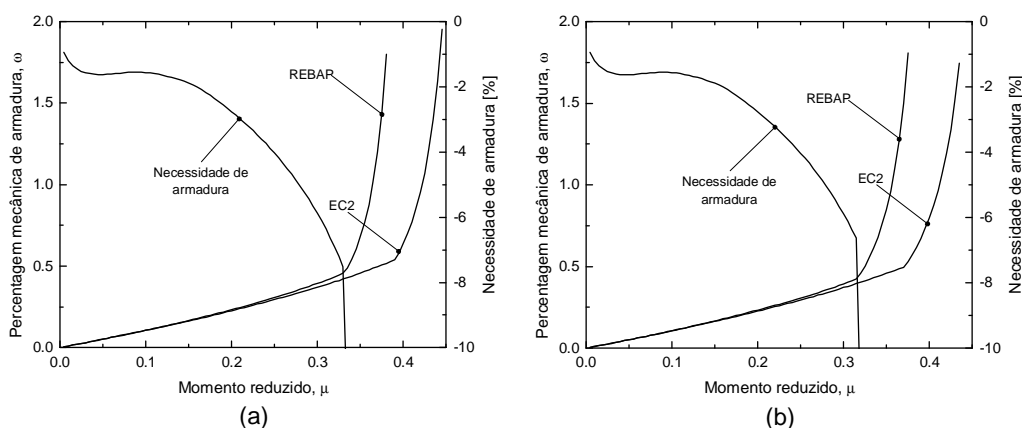 2.0
1.5
1.0
0.5
0.0
Percentagem mecânica de armadura, ω
0.0
0.1
0.2
0.3
0.4
Momento reduzido, μ
0
-2
-4
-6
-8
-10
Necessidade de armadura [%]
REBAP
Necessidade de
armadura
EC2
(a)
2.0
1.5
1.0
0.5
0.0
Percentagem mecânica de armadura, ω
0.0
0.1
0.2
0.3
0.4
Momento reduzido, μ
0
-2
-4
-6
-8
-10
Necessidade de armadura [%]
REBAP
Necessidade de
armadura
EC2
(b)